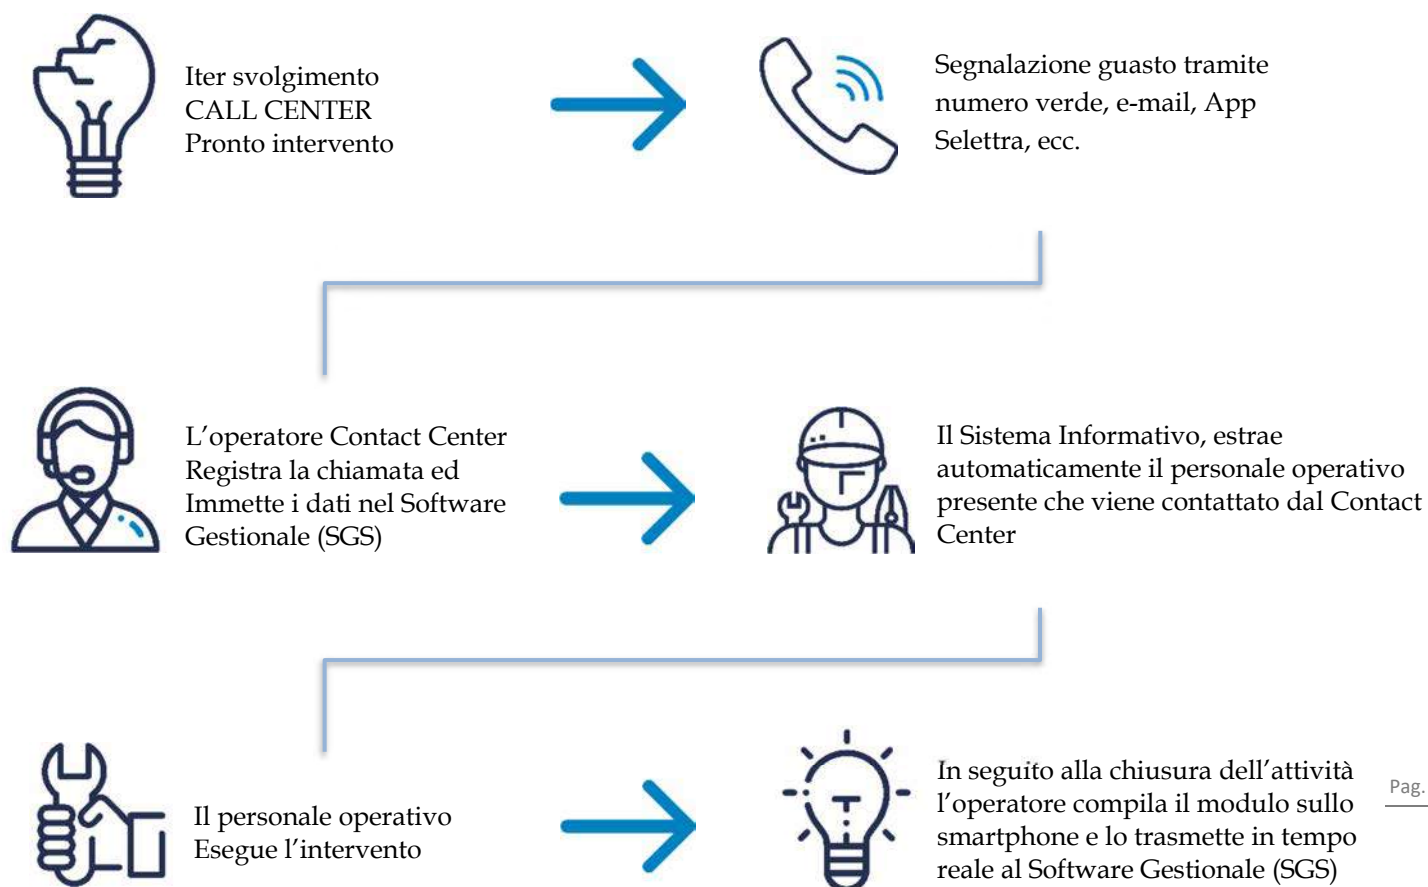 Iter svolgimento
CALL CENTER
Pronto intervento
Segnalazione guasto tramite
numero verde, e-mail, App
Selettra, ecc.
L’operatore Contact Center
Registra la chiamata ed
Immette i dati nel Software
Gestionale (SGS)
Il Sistema Informativo, estrae
automaticamente il personale operativo
presente che viene contattato dal Contact
Center
Il personale operativo
Esegue l’intervento
In seguito alla chiusura dell’attività
l’operatore compila il modulo sullo
smartphone e lo trasmette in tempo
reale al Software Gestionale (SGS)
Pag.